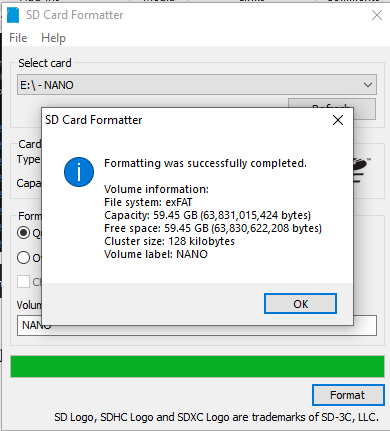 SD Card Formatter
File Help
Select card
E:\ - NANO
SD Card Formatter
Formatting was successfully completed.
Volume information:
File system: exFAT
Capacity: 59.45 GB (63,831,015,424 bytes)
Free space: 59.45 GB (63,830,622,208 bytes)
Cluster size: 128 kilobytes
Volume label: NANO
OK
Card
Type
Capa
Form
Volum
NANO
Format
SD Logo, SDHC Logo and SDXC Logo are trademarks of SD-3C, LLC.